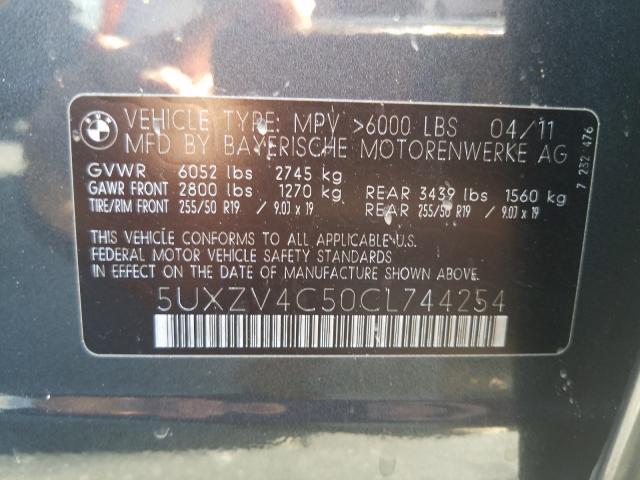 BMW
VEHICLE TYPE: MPV >6000 LBS 04/11
MFD BY BAYERISCHE MOTORENWERKE AG
GVWR 6052 lbs 2745 kg
GAWR FRONT 2800 lbs 1270 kg REAR 3439 lbs 1560 kg
TIRE/RIM FRONT 255/50 R19 / 9.0J x 19 REAR 255/50 R19 / 9.0J x 19
THIS VEHICLE CONFORMS TO ALL APPLICABLE U.S.
FEDERAL MOTOR VEHICLE SAFETY STANDARDS
IN EFFECT ON THE DATE OF MANUFACTURE SHOWN ABOVE.
5UXZV4C50CL744254
7 232 476